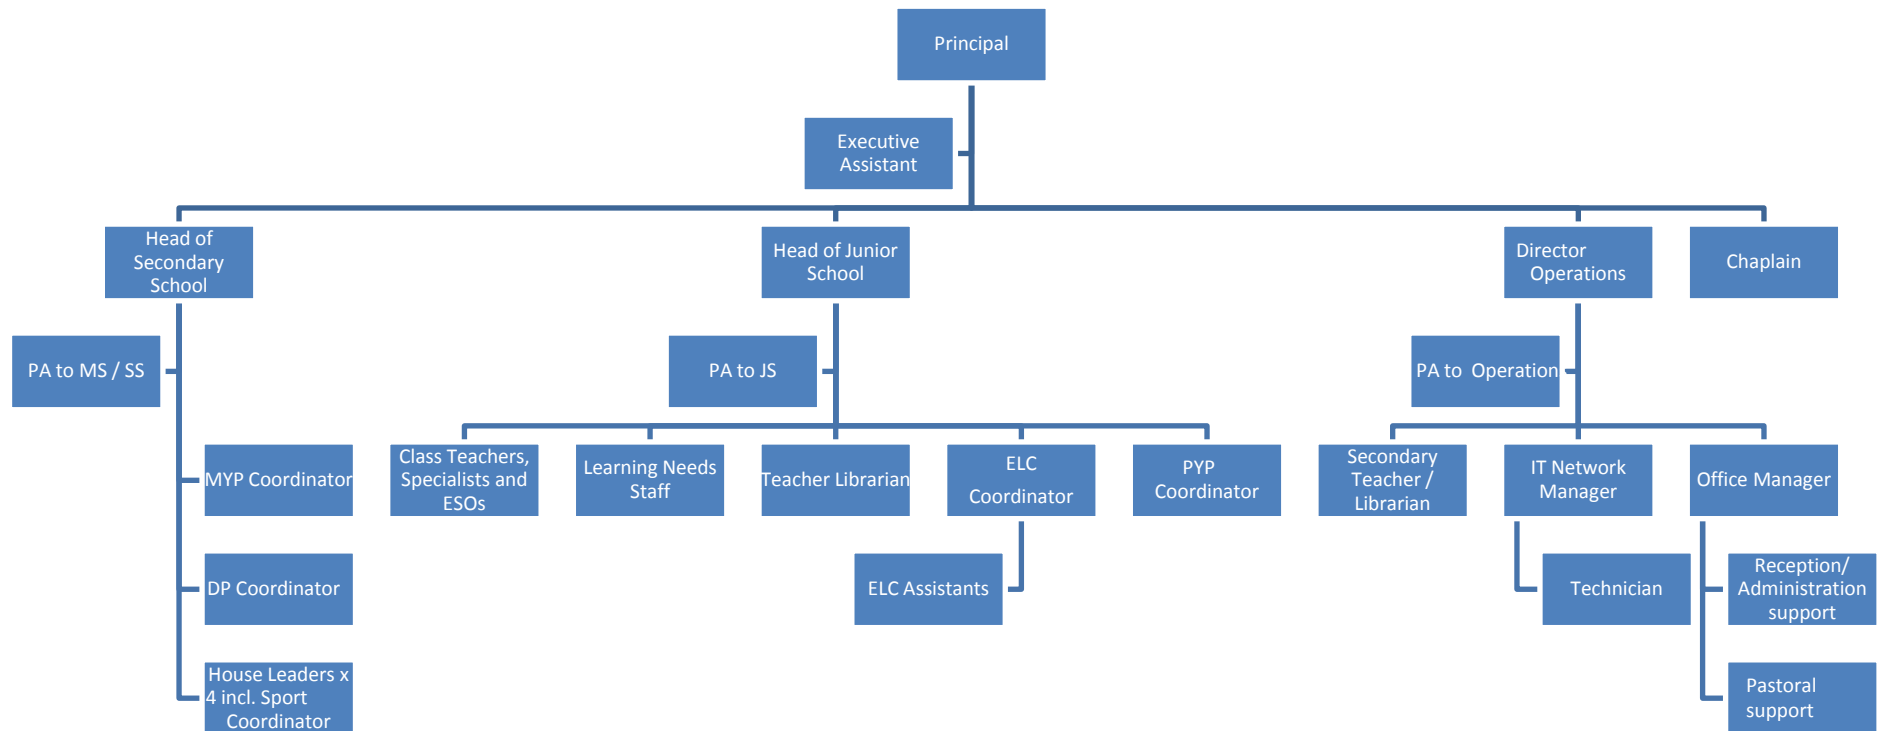 Principal
Executive
Assistant
Head of
Secondary
School
Head of Junior
School
Director
Operations
Chaplain
PA to MS / SS
PA to JS
PA to Operation
MYP Coordinator
Class Teachers,
Specialists and
ESOs
Learning Needs
Staff
Teacher Librarian
ELC
Coordinator
PYP
Coordinator
Secondary
Teacher /
Librarian
IT Network
Manager
Office Manager
DP Coordinator
ELC Assistants
Technician
Reception/
Administration
support
House Leaders x
4 incl. Sport
Coordinator
Pastoral
support